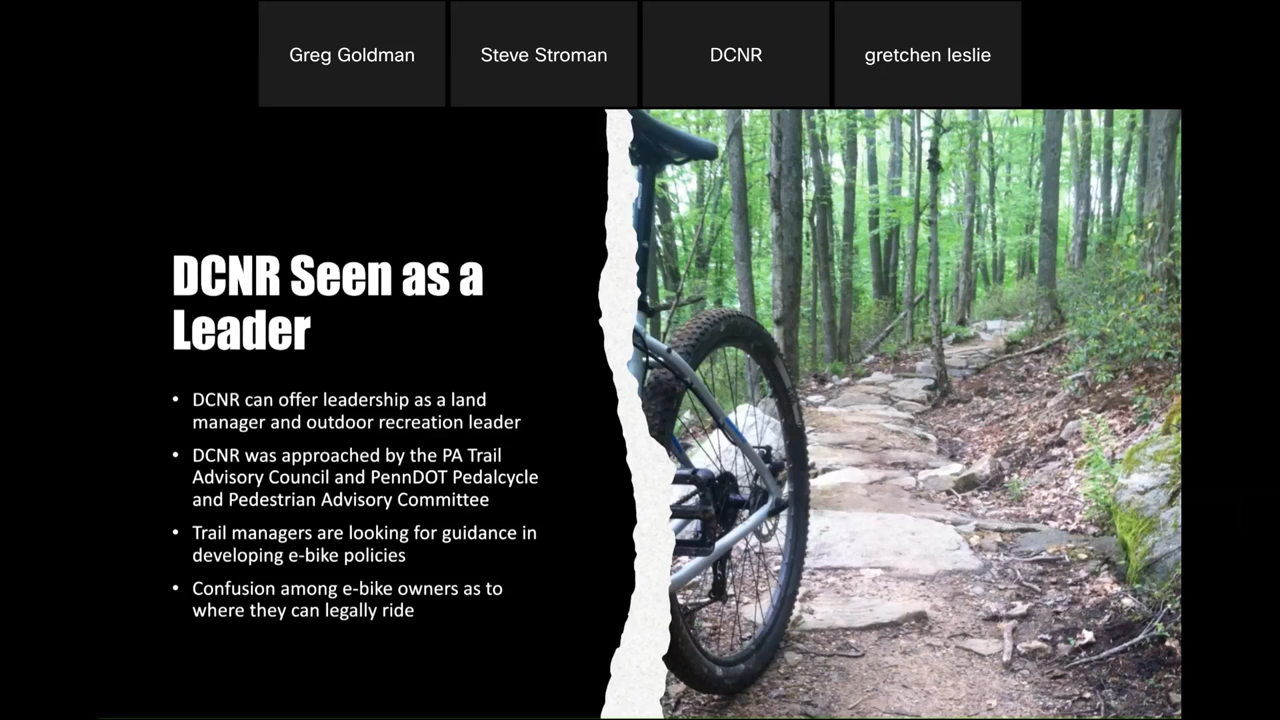 Greg Goldman
Steve Stroman
DCNR
gretchen leslie
DCNR Seen as a
Leader
• DCNR can offer leadership as a land
manager and outdoor recreation leader
• DCNR was approached by the PA Trail
Advisory Council and PennDOT Pedalcycle
and Pedestrian Advisory Committee
• Trail managers are looking for guidance in
developing e-bike policies
• Confusion among e-bike owners as to
where they can legally ride